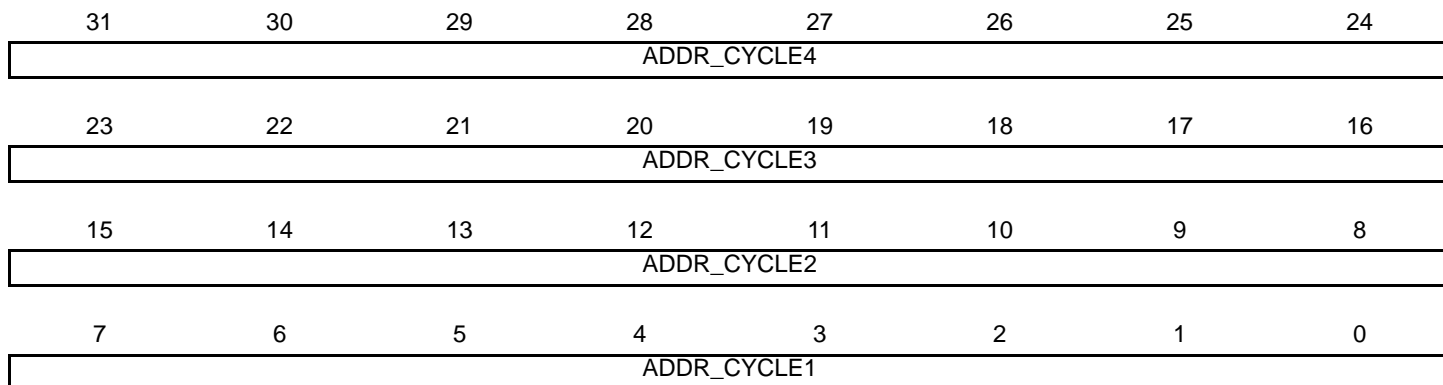 31 30 29 28 27 26 25 24
ADDR_CYCLE4
23 22 21 20 19 18 17 16
ADDR_CYCLE3
15 14 13 12 11 10 9 8
ADDR_CYCLE2
7 6 5 4 3 2 1 0
ADDR_CYCLE1